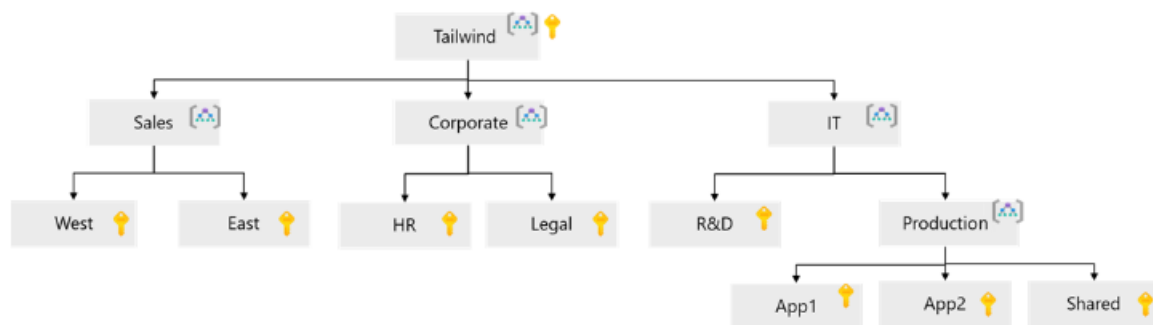 Tailwind
Sales
Corporate
IT
West
East
HR
Legal
R&D
Production
App1
App2
Shared